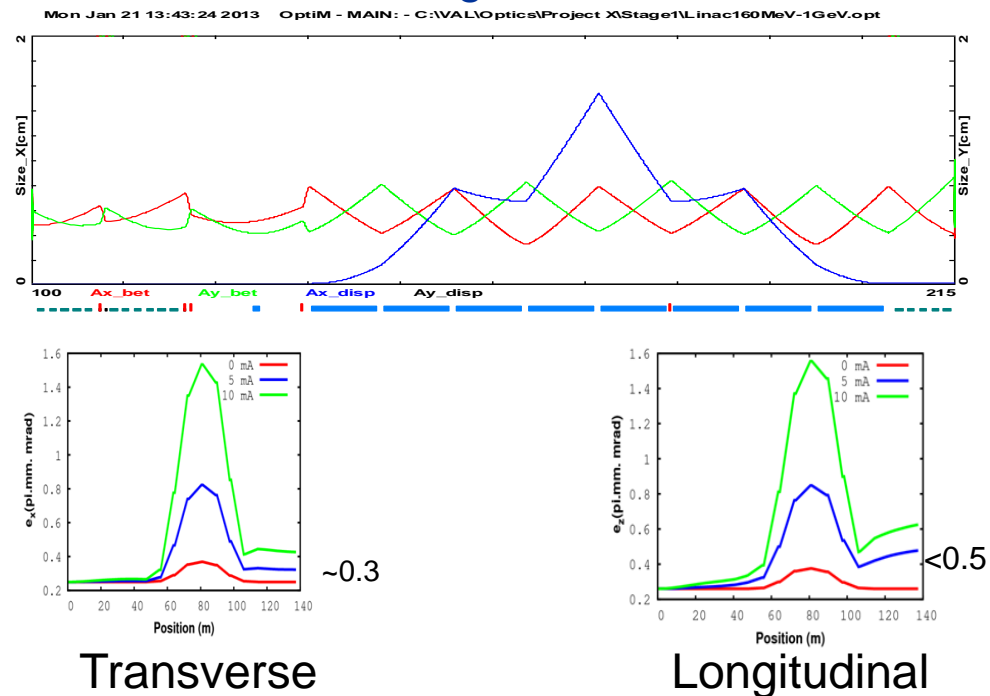 Mon Jan 21 13:43:24 2013 OptiM - MAIN: - C:\VAL\Optics\Project X\Stage1\Linac160MeV-1GeV.opt
2
2
Size_X[cm]
Size_Y[cm]
0
0
100 Ax_bet Ay_bet Ax_disp Ay_disp 215
1.6
1.4
1.2
1
0.8
0.6
0.4
0.2
e_x(pi.mm. mrad)
0 mA
5 mA
10 mA
0 20 40 60 80 100 120 140
Position (m)
~0.3
Transverse
1.6
1.4
1.2
1
0.8
0.6
0.4
0.2
e_z(pi.mm. mrad)
0 mA
5 mA
10 mA
0 20 40 60 80 100 120 140
Position (m)
<0.5
Longitudinal